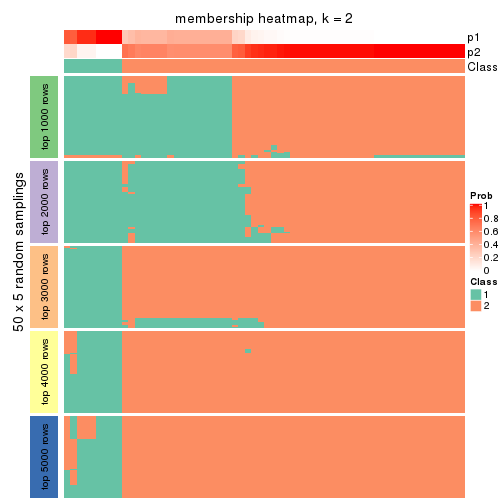 membership heatmap, k = 2
p1
p2
Class
50 x 5 random samplings
top 1000 rows
top 2000 rows
top 3000 rows
top 4000 rows
top 5000 rows
Prob
1
0.8
0.6
0.4
0.2
0
Class
1
2